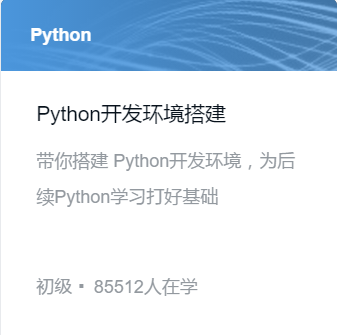 Python
Python开发环境搭建
带你搭建 Python开发环境，为后
续Python学习打好基础
初级 ▪ 85512人在学